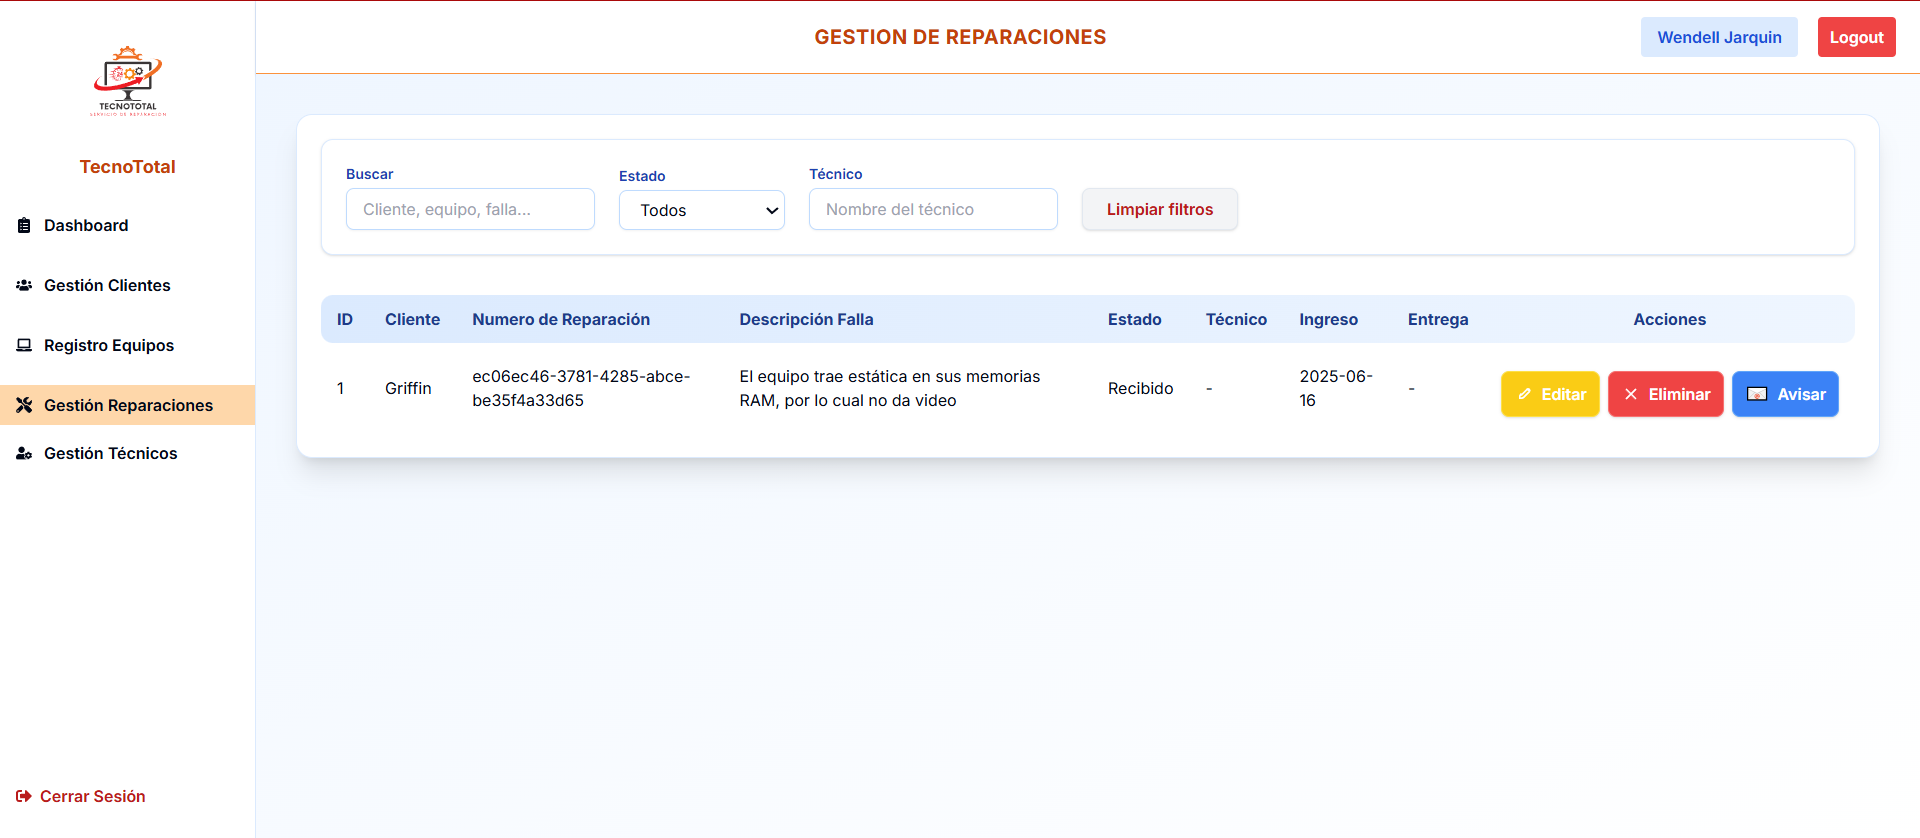 TECNOTOTAL
SERVICIO DE REPARACION
TecnoTotal
Dashboard
Gestión Clientes
Registro Equipos
Gestión Reparaciones
Gestión Técnicos
Cerrar Sesión
GESTION DE REPARACIONES
Wendell Jarquin
Logout
Buscar
Cliente, equipo, falla...
Estado
Todos
Técnico
Nombre del técnico
Limpiar filtros
ID Cliente Numero de Reparación Descripción Falla Estado Técnico Ingreso Entrega Acciones
1 Griffin ec06ec46-3781-4285-abce- El equipo trae estática en sus memorias Recibido - 2025-06- - Editar Eliminar Avisar
be35f4a33d65 RAM, por lo cual no da video 16